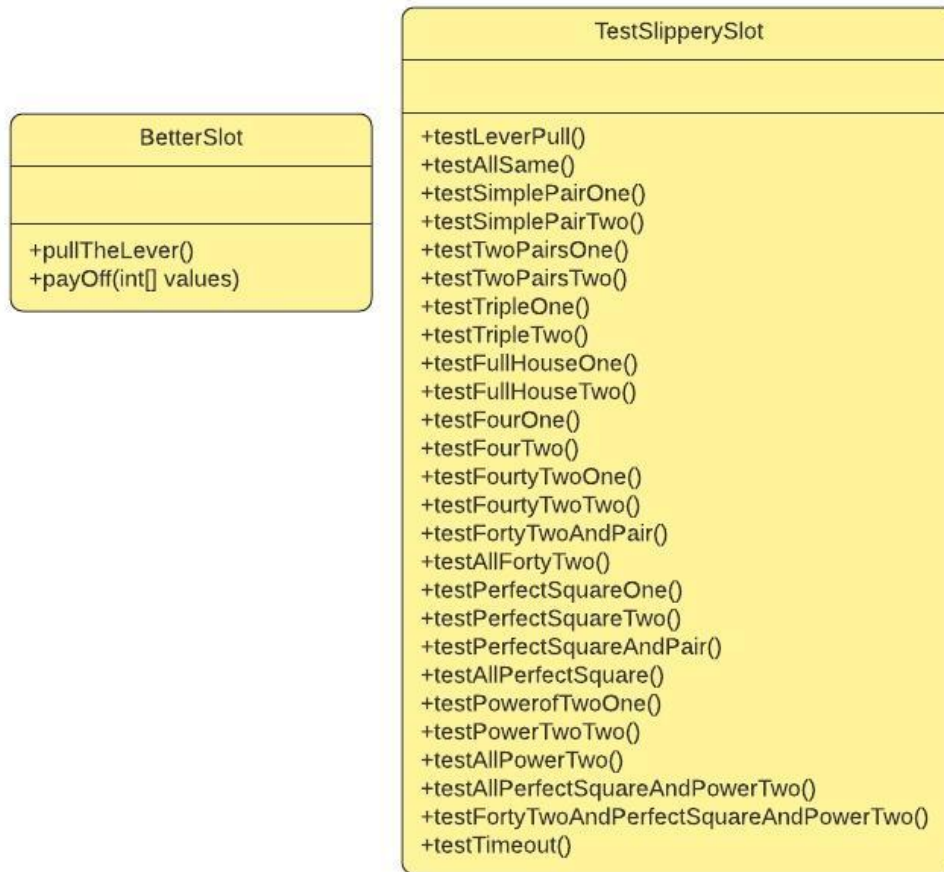 BetterSlot
+pullTheLever()
+payOff(int[] values)
TestSlipperySlot
+testLeverPull()
+testAllSame()
+testSimplePairOne()
+testSimplePairTwo()
+testTwoPairsOne()
+testTwoPairsTwo()
+testTripleOne()
+testTripleTwo()
+testFullHouseOne()
+testFullHouseTwo()
+testFourOne()
+testFourTwo()
+testFourtyTwoOne()
+testFourtyTwoTwo()
+testFortyTwoAndPair()
+testAllFortyTwo()
+testPerfectSquareOne()
+testPerfectSquareTwo()
+testPerfectSquareAndPair()
+testAllPerfectSquare()
+testPowerofTwoOne()
+testPowerTwoTwo()
+testAllPowerTwo()
+testAllPerfectSquareAndPowerTwo()
+testFortyTwoAndPerfectSquareAndPowerTwo()
+testTimeout()